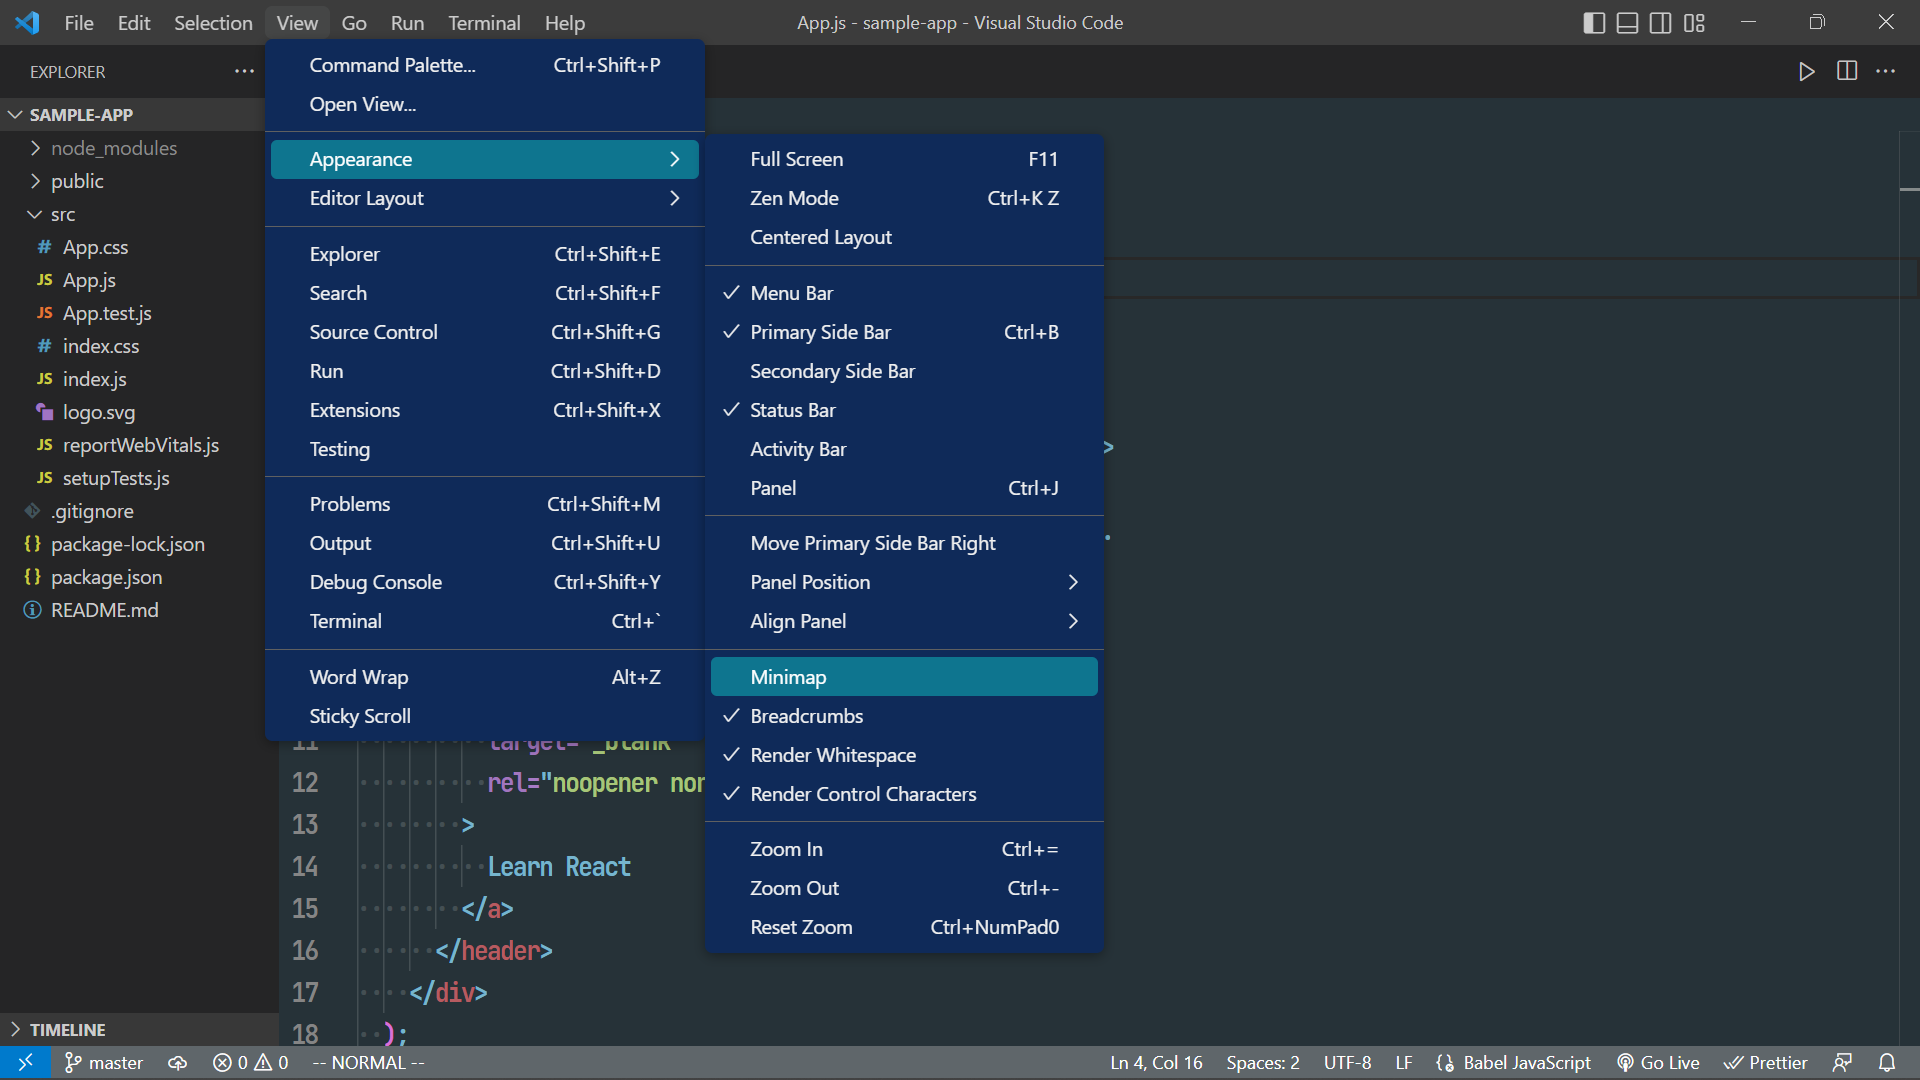 File Edit Selection View Go Run Terminal Help
App.js - sample-app - Visual Studio Code
EXPLORER
SAMPLE-APP
node_modules
public
src
# App.css
JS App.js
JS App.test.js
# index.css
JS index.js
logo.svg
JS reportWebVitals.js
JS setupTests.js
.gitignore
{} package-lock.json
{} package.json
README.md
TIMELINE
Command Palette... Ctrl+Shift+P
Open View...
Appearance
Editor Layout
Explorer Ctrl+Shift+E
Search Ctrl+Shift+F
Source Control Ctrl+Shift+G
Run Ctrl+Shift+D
Extensions Ctrl+Shift+X
Testing
Problems Ctrl+Shift+M
Output Ctrl+Shift+U
Debug Console Ctrl+Shift+Y
Terminal Ctrl+`
Word Wrap Alt+Z
Sticky Scroll
Full Screen F11
Zen Mode Ctrl+K Z
Centered Layout
Menu Bar
Primary Side Bar Ctrl+B
Secondary Side Bar
Status Bar
Activity Bar
Panel Ctrl+J
Move Primary Side Bar Right
Panel Position
Align Panel
Minimap
Breadcrumbs
Render Whitespace
Render Control Characters
Zoom In Ctrl+=
Zoom Out Ctrl+-
Reset Zoom Ctrl+NumPad0
>
11 target="_blank
12 rel="noopener nor
13 >
14 Learn React
15 </a>
16 </header>
17 </div>
18 );
master 0 0 -- NORMAL --
Ln 4, Col 16 Spaces: 2 UTF-8 LF Babel JavaScript Go Live Prettier